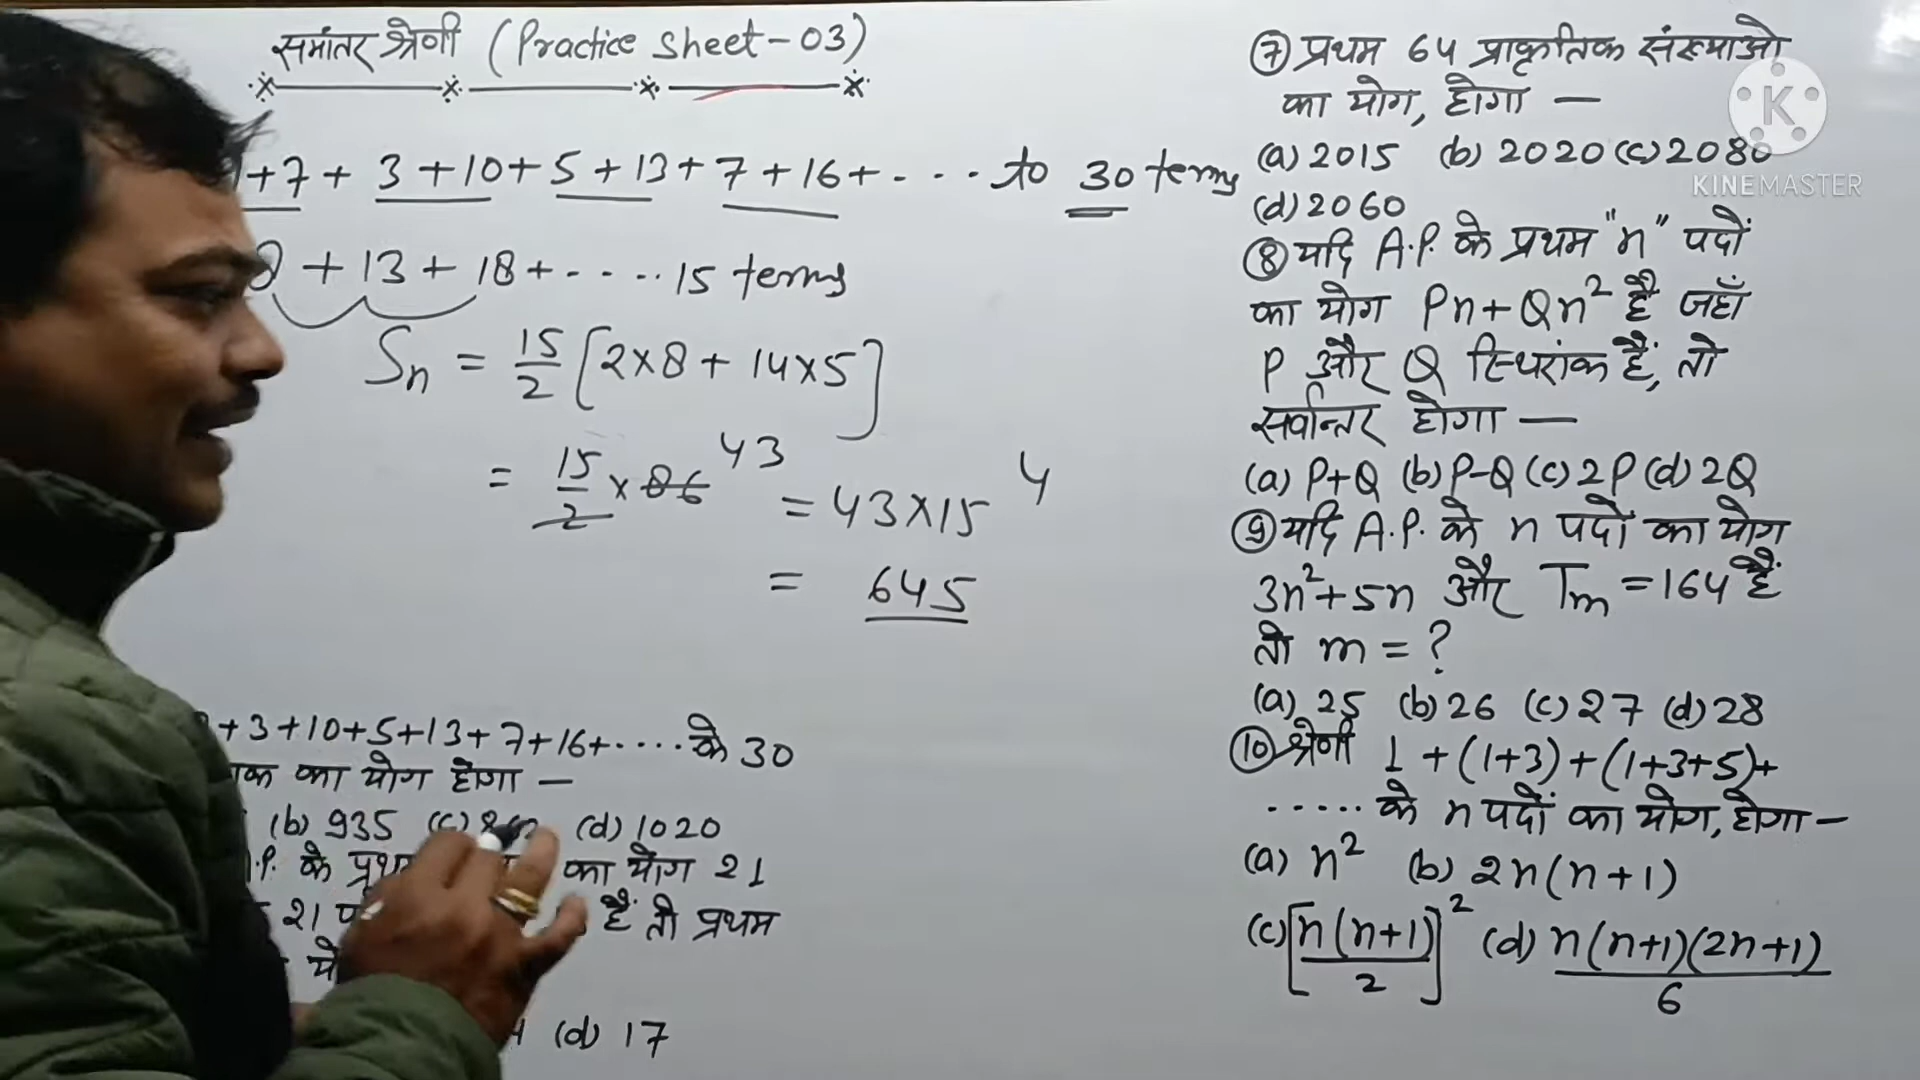 समांतर श्रेणी (Practice Sheet-03)
+7+ 3+10+ 5+13+ 7+16+ - - - to 30 terms
+ 13 + 18 + - - - - 15 terms
Sn = 15/2 [2×8 + 14×5]
= 15/2 × 86 43 = 43×15 4
= 645
+3+10+5+13+7+16+ . . . . के 30
का योग होगा —
(b) 935 (c) (d) 1020
के का योग 21
21 है तो प्रथम
(d) 17
⑦ प्रथम 64 प्राकृतिक संख्याओ
का योग, होगा —
(a) 2015 (b) 2020 (c) 2080
(d) 2060
⑧ यदि A.P. के प्रथम "n" पदों
का योग Pn+Qn² है जहाँ
P और Q स्थिरांक हैं, तो
सर्वान्तर होगा —
(a) P+Q (b) P-Q (c) 2P (d) 2Q
⑨ यदि A.P. के n पदों का योग
3n²+5n और Tm = 164 है
तो m = ?
(a) 25 (b) 26 (c) 27 (d) 28
⑩ श्रेणी 1 + (1+3) + (1+3+5) +
. . . . . के n पदों का योग, होगा —
(a) n² (b) 2n(n+1)
(c) [n(n+1)/2]² (d) n(n+1)(2n+1)/6
K
KINEMASTER